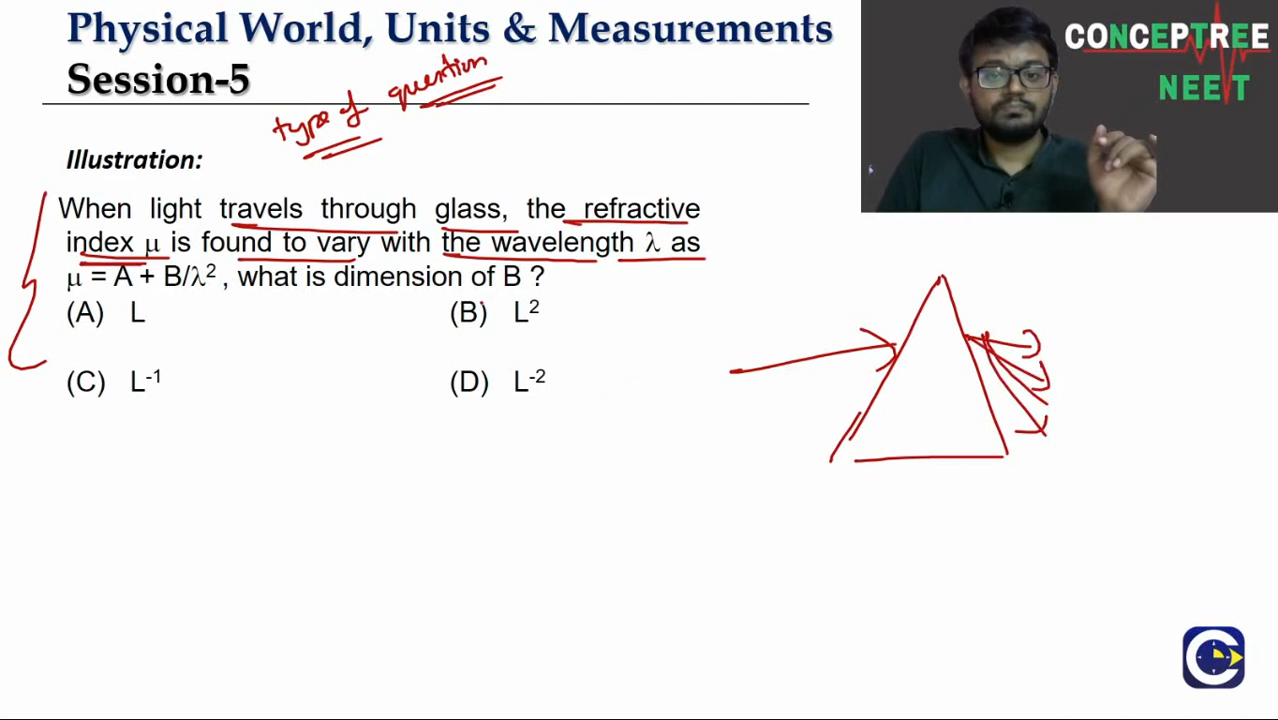 Physical World, Units & Measurements
Session-5
CONCEPTREE
NEET
type of question
Illustration:
When light travels through glass, the refractive
index μ is found to vary with the wavelength λ as
μ = A + B/λ², what is dimension of B ?
(A) L
(B) L²
(C) L⁻¹
(D) L⁻²